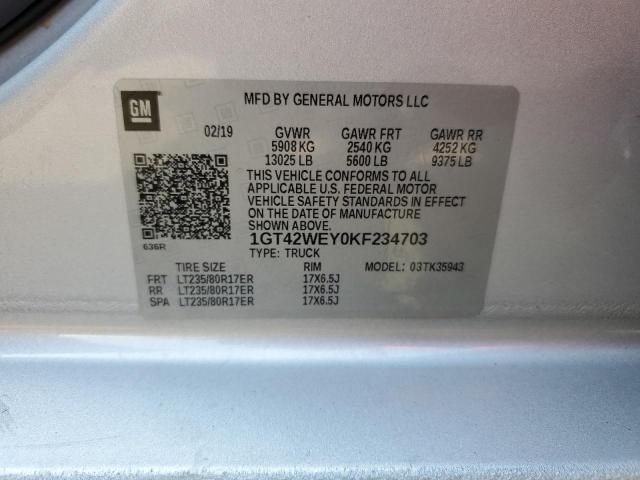 GM
MFD BY GENERAL MOTORS LLC
02/19 GVWR GAWR FRT GAWR RR
5908 KG 2540 KG 4252 KG
13025 LB 5600 LB 9375 LB
THIS VEHICLE CONFORMS TO ALL
APPLICABLE U.S. FEDERAL MOTOR
VEHICLE SAFETY STANDARDS IN EFFECT
ON THE DATE OF MANUFACTURE
SHOWN ABOVE.
636R
1GT42WEY0KF234703
TYPE: TRUCK
TIRE SIZE RIM MODEL: 03TK35943
FRT LT235/80R17ER 17X6.5J
RR LT235/80R17ER 17X6.5J
SPA LT235/80R17ER 17X6.5J